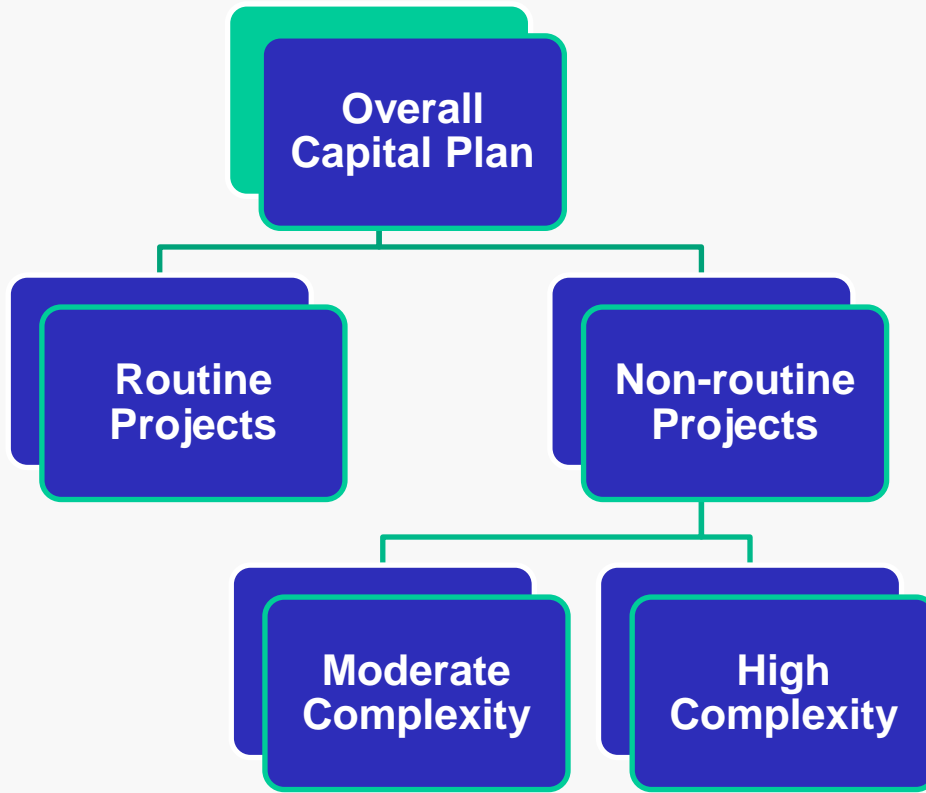 Overall
Capital Plan
Routine
Projects
Non-routine
Projects
Moderate
Complexity
High
Complexity